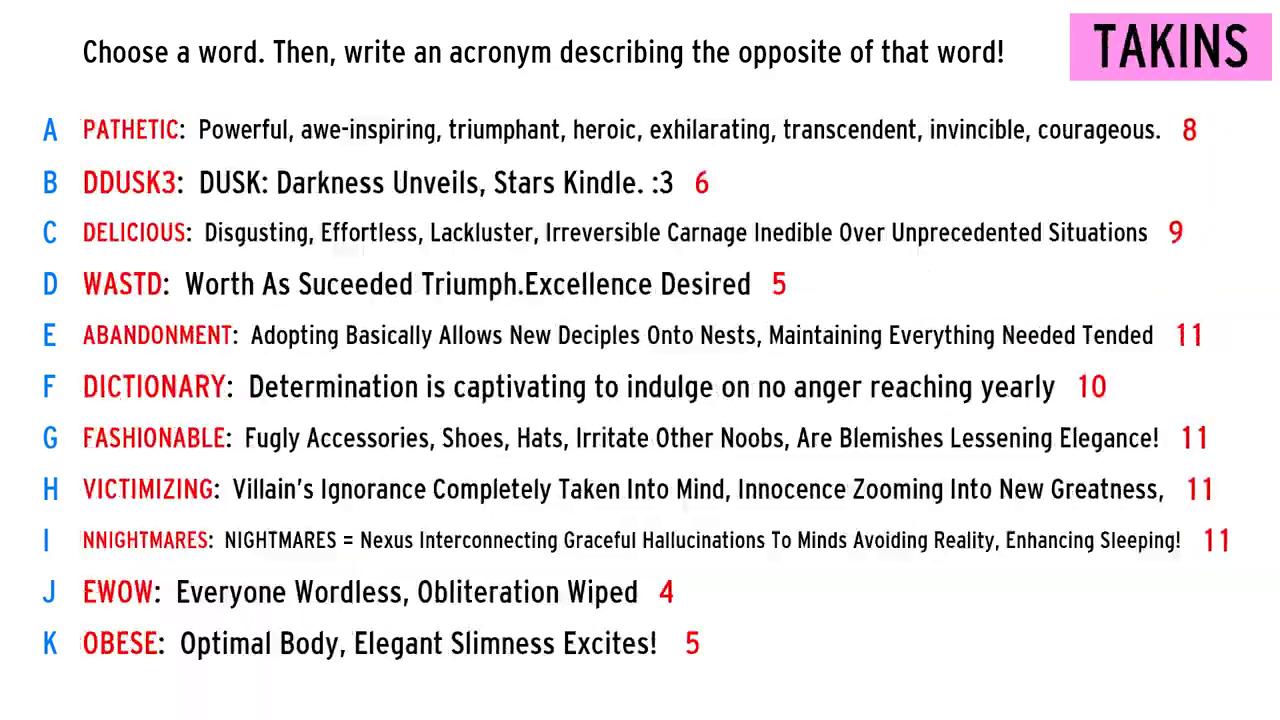 Choose a word. Then, write an acronym describing the opposite of that word!
TAKINS
A PATHETIC: Powerful, awe-inspiring, triumphant, heroic, exhilarating, transcendent, invincible, courageous. 8
B DDUSK3: DUSK: Darkness Unveils, Stars Kindle. :3 6
C DELICIOUS: Disgusting, Effortless, Lackluster, Irreversible Carnage Inedible Over Unprecedented Situations 9
D WASTD: Worth As Suceeded Triumph.Excellence Desired 5
E ABANDONMENT: Adopting Basically Allows New Deciples Onto Nests, Maintaining Everything Needed Tended 11
F DICTIONARY: Determination is captivating to indulge on no anger reaching yearly 10
G FASHIONABLE: Fugly Accessories, Shoes, Hats, Irritate Other Noobs, Are Blemishes Lessening Elegance! 11
H VICTIMIZING: Villain's Ignorance Completely Taken Into Mind, Innocence Zooming Into New Greatness, 11
I NNIGHTMARES: NIGHTMARES = Nexus Interconnecting Graceful Hallucinations To Minds Avoiding Reality, Enhancing Sleeping! 11
J EWOW: Everyone Wordless, Obliteration Wiped 4
K OBESE: Optimal Body, Elegant Slimness Excites! 5